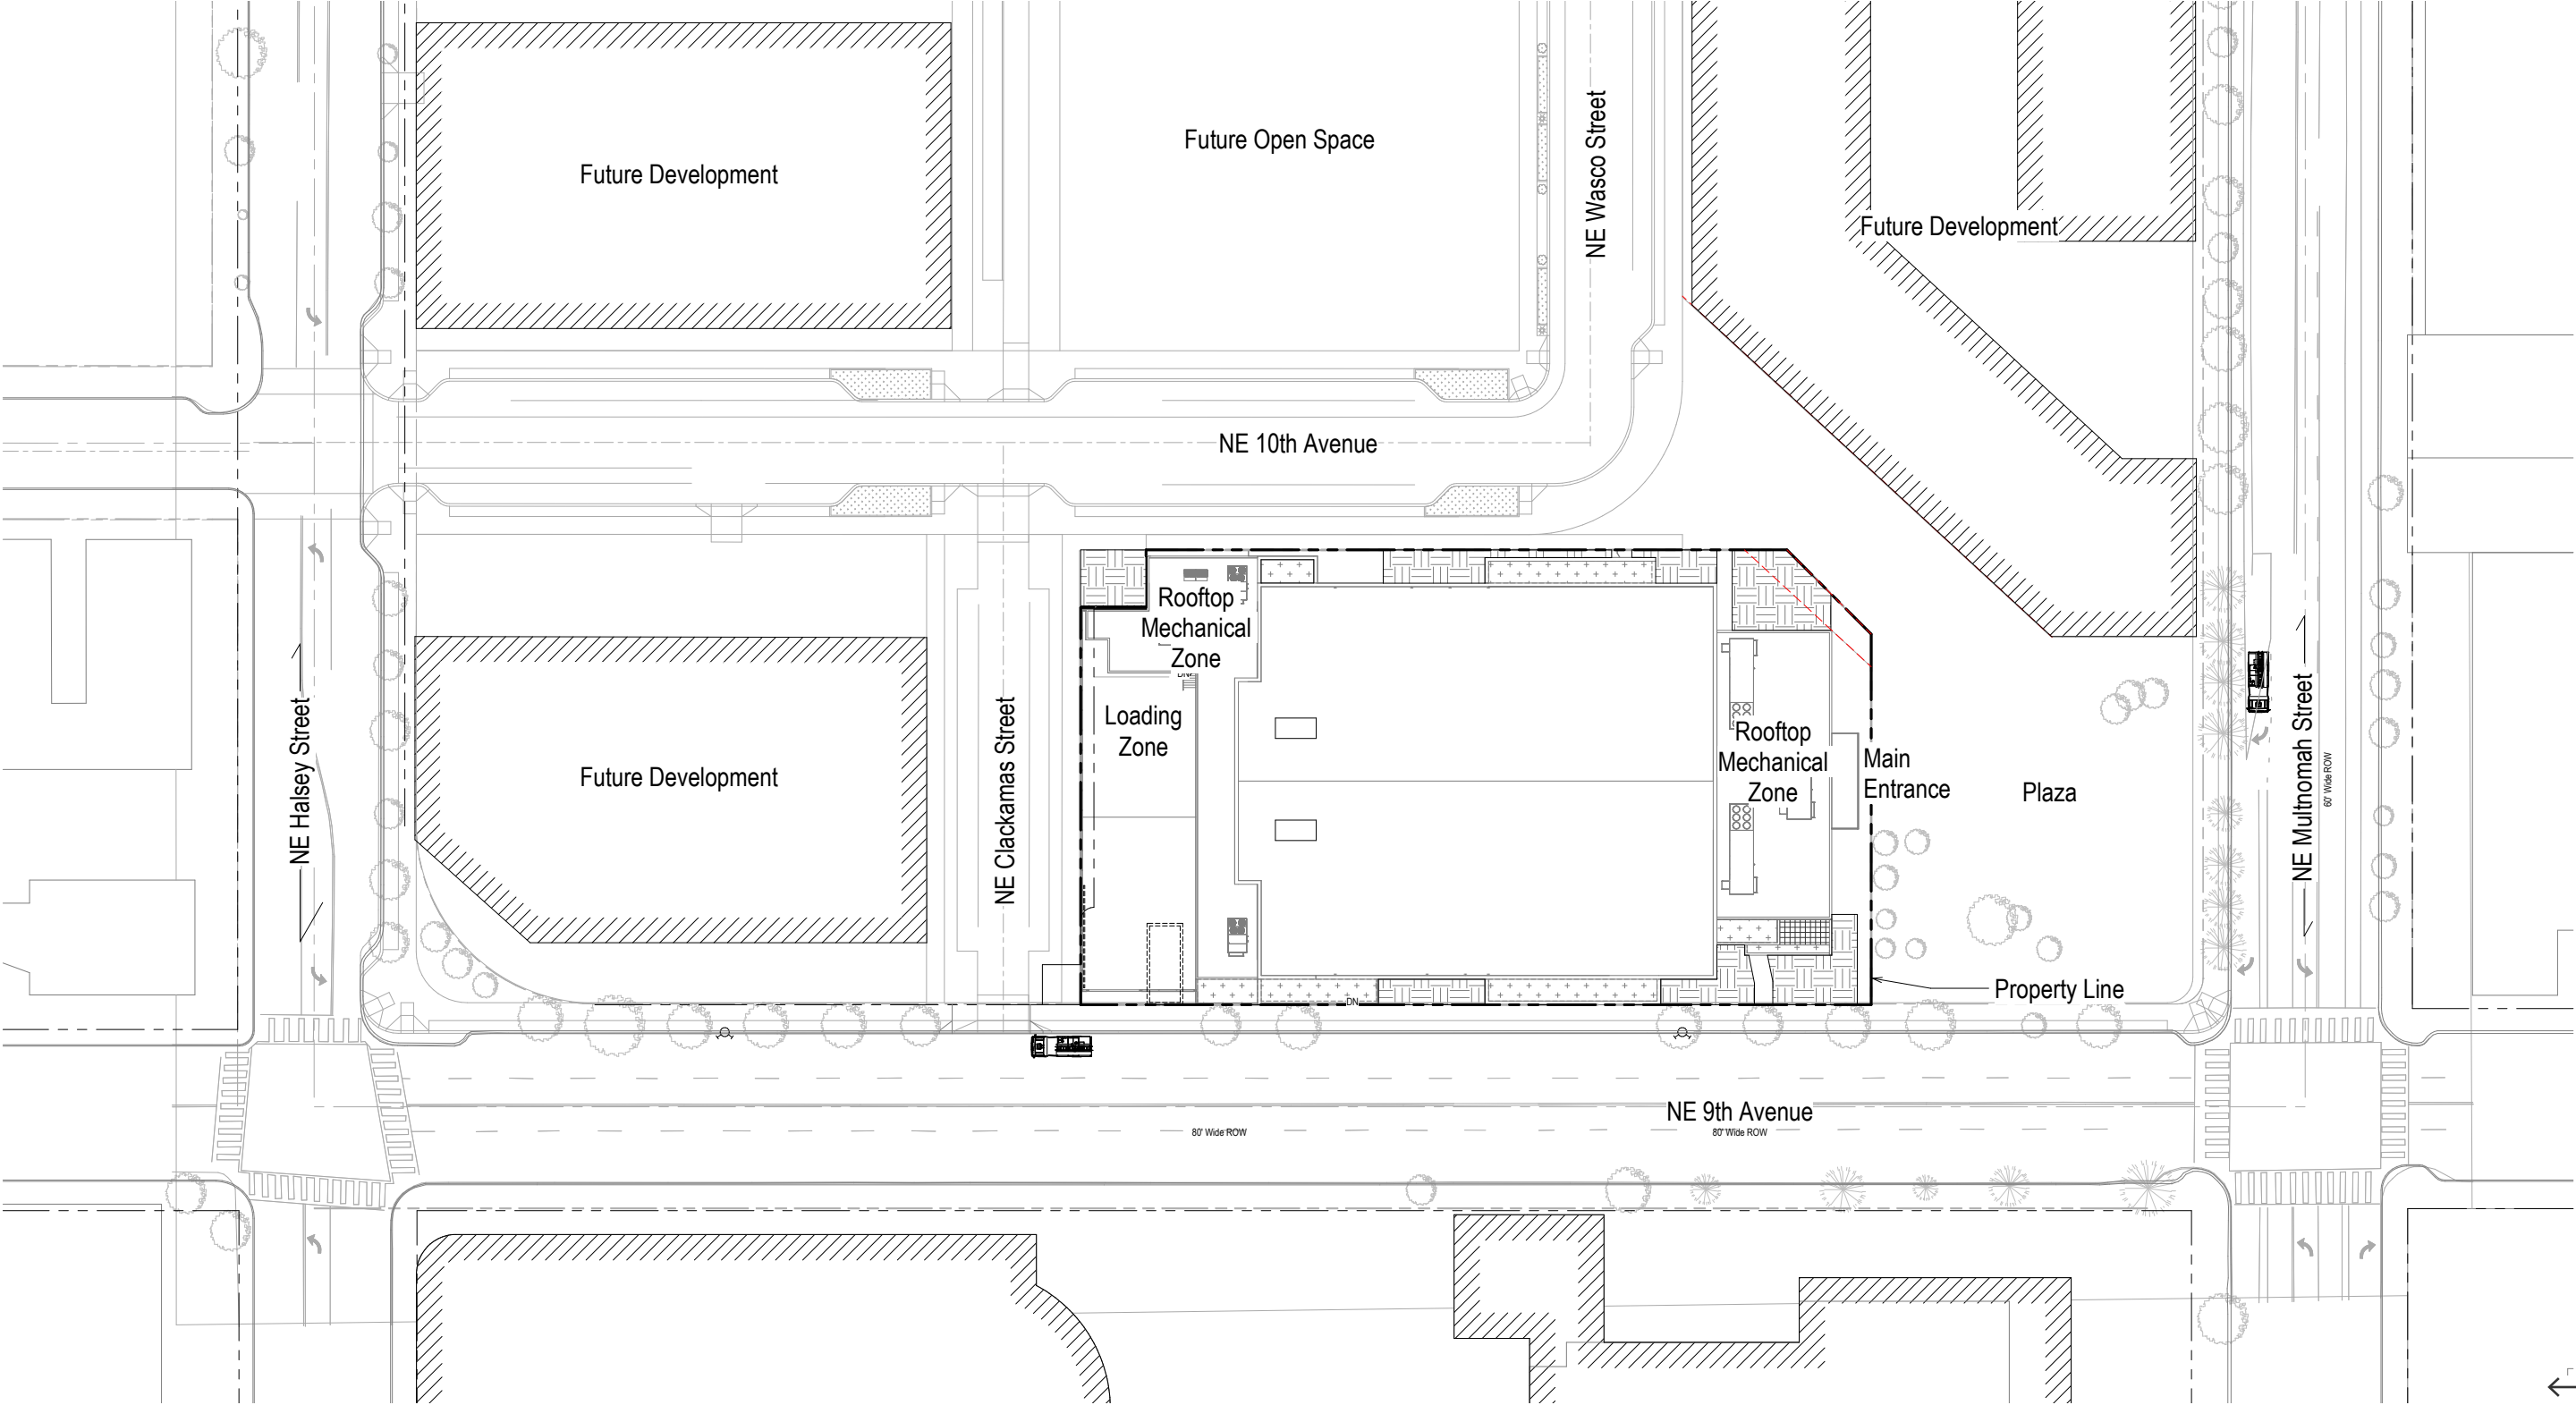 Future Open Space
Future Development
NE Wasco Street
Future Development
NE 10th Avenue
Rooftop
Mechanical
Zone
DN
Loading
Zone
Future Development
NE Halsey Street
NE Clackamas Street
Rooftop
Mechanical
Zone
Main
Entrance
Plaza
NE Multnomah Street
60' Wide ROW
Property Line
DN
NE 9th Avenue
80' Wide ROW
80' Wide ROW